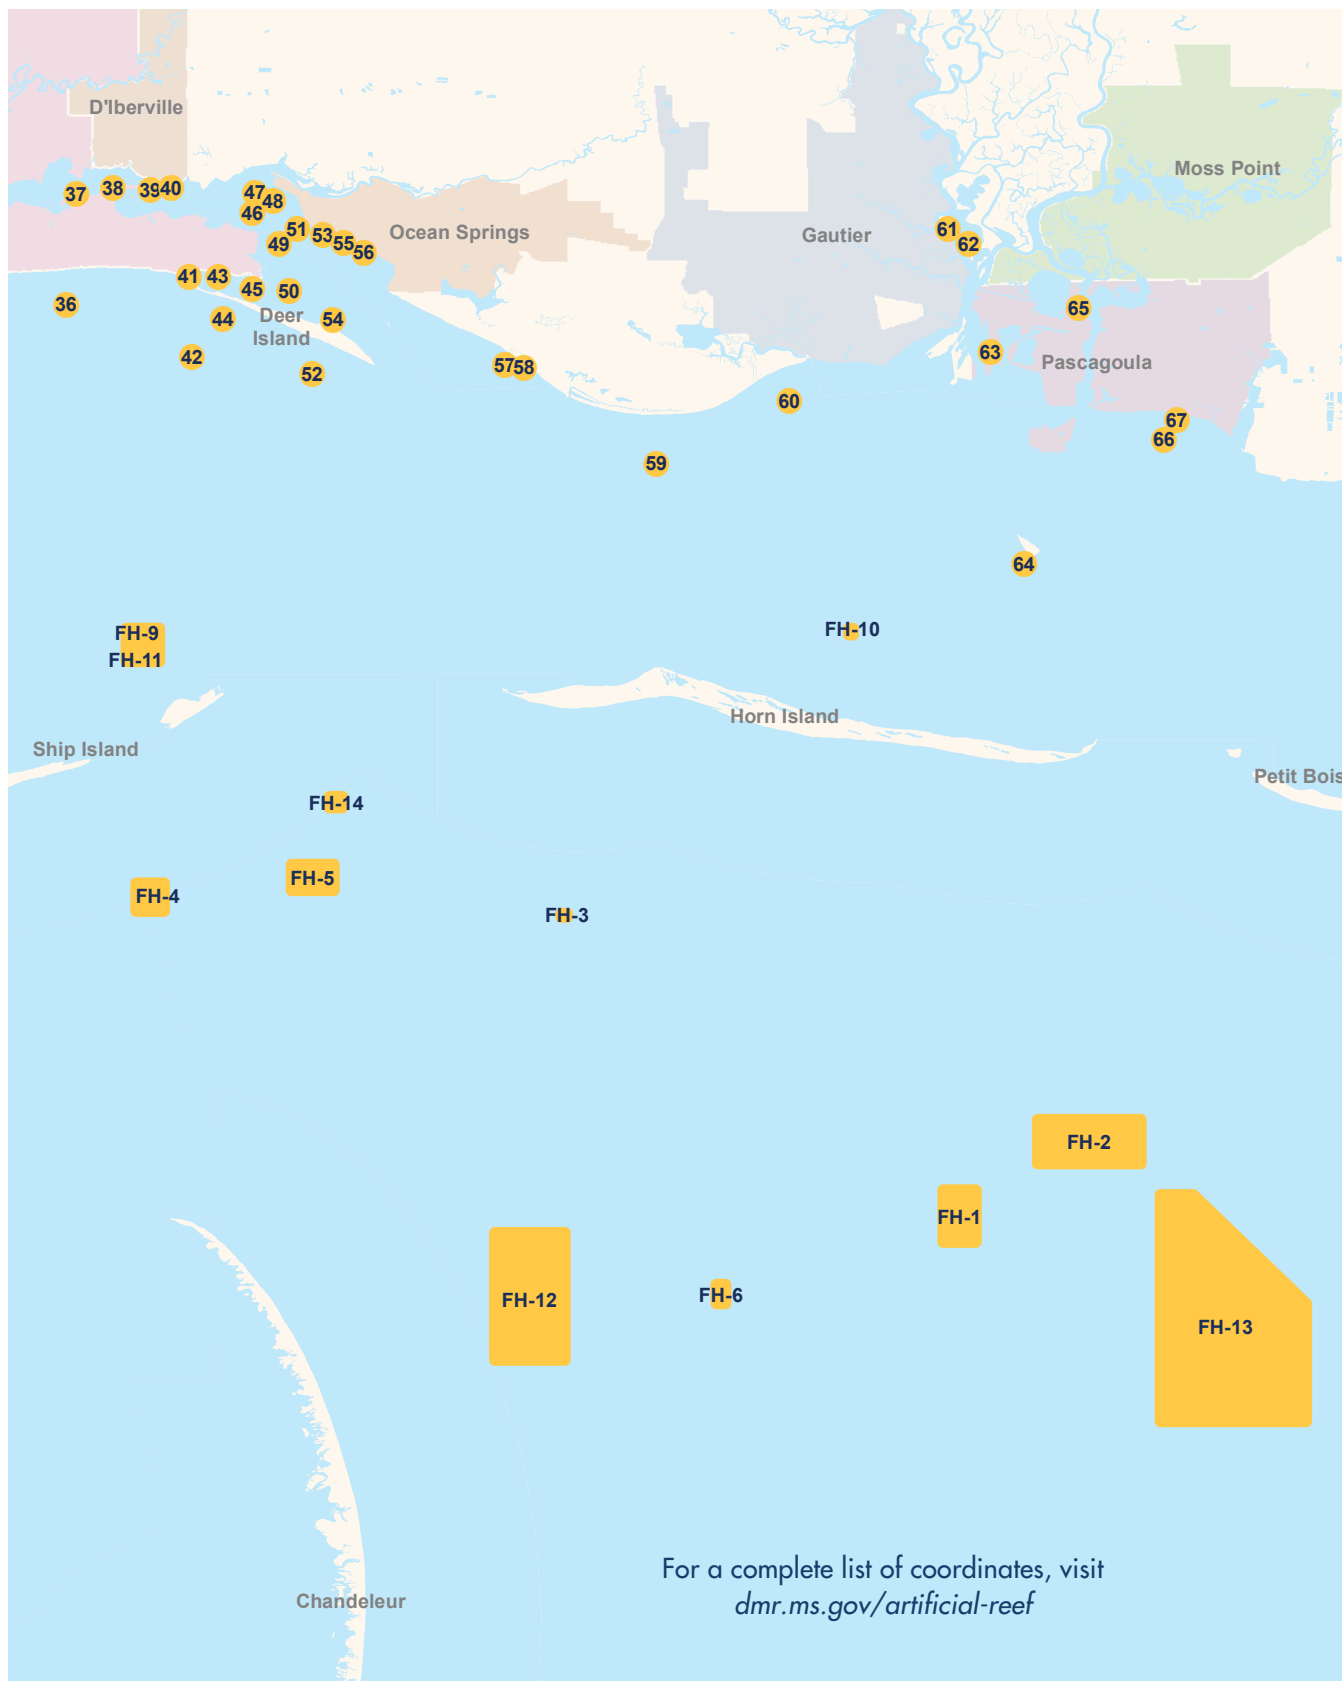 D'Iberville
Moss Point
37
38
39
40
47
48
46
51
53
55
56
49
Ocean Springs
Gautier
61
62
41
43
45
50
36
44
Deer
Island
54
42
52
57
58
60
65
63
Pascagoula
67
66
59
64
FH-9
FH-11
FH-10
Horn Island
Ship Island
Petit Bois
FH-14
FH-5
FH-4
FH-3
FH-2
FH-1
FH-12
FH-6
FH-13
For a complete list of coordinates, visit
dmr.ms.gov/artificial-reef
Chandeleur